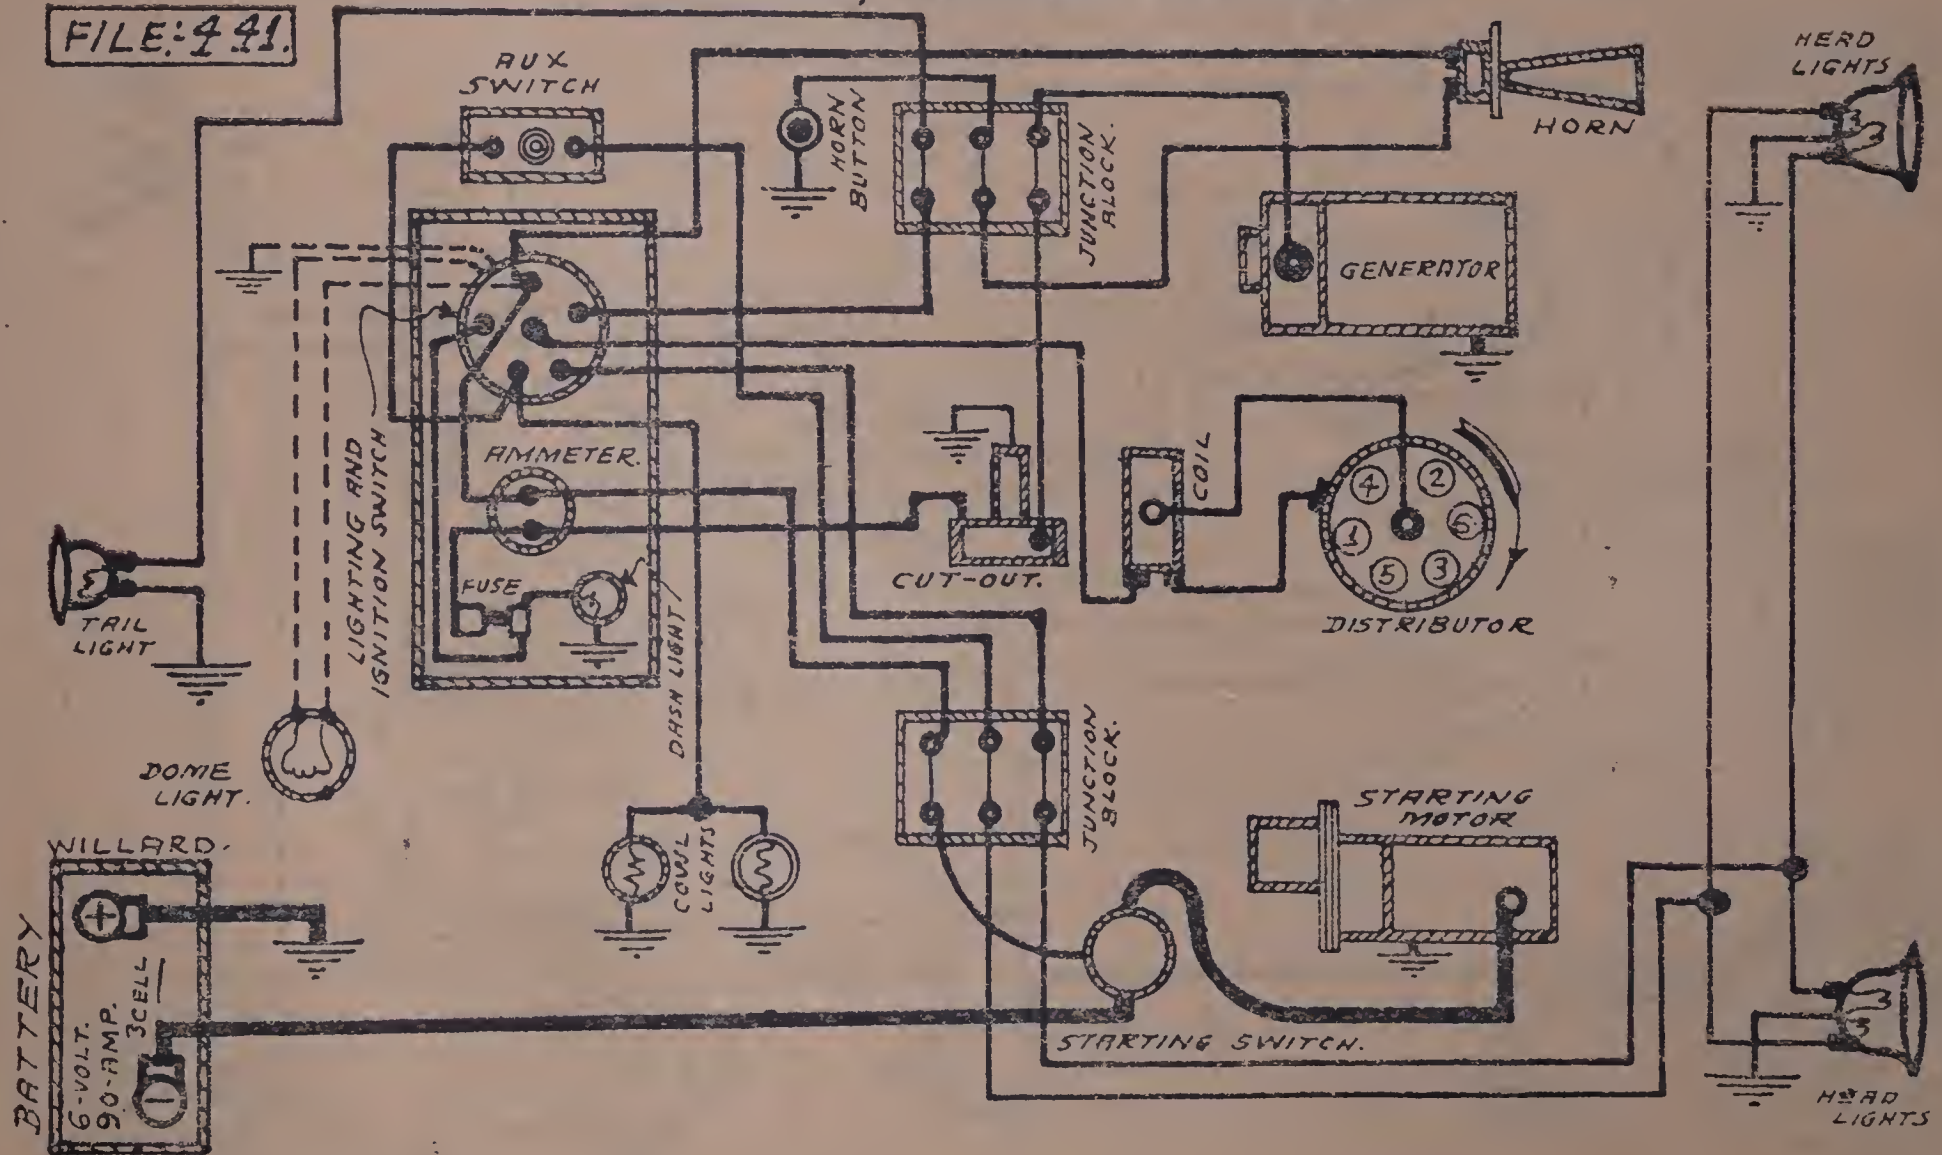 FILE:441.
AUX
SWITCH
HORN
BUTTON
JUNCTION
BLOCK.
HORN
HEAD
LIGHTS
GENERATOR
LIGHTING AND
IGNITION SWITCH
AMMETER.
FUSE
DASH LIGHT
CUT-OUT.
COIL
4
2
1
6
5
3
DISTRIBUTOR
TAIL
LIGHT
DOME
LIGHT.
COWL
LIGHTS
JUNCTION
BLOCK.
STARTING
MOTOR
WILLARD.
BATTERY
+
6-VOLT.
90-AMP.
3CELL
-
STARTING SWITCH.
HEAD
LIGHTS